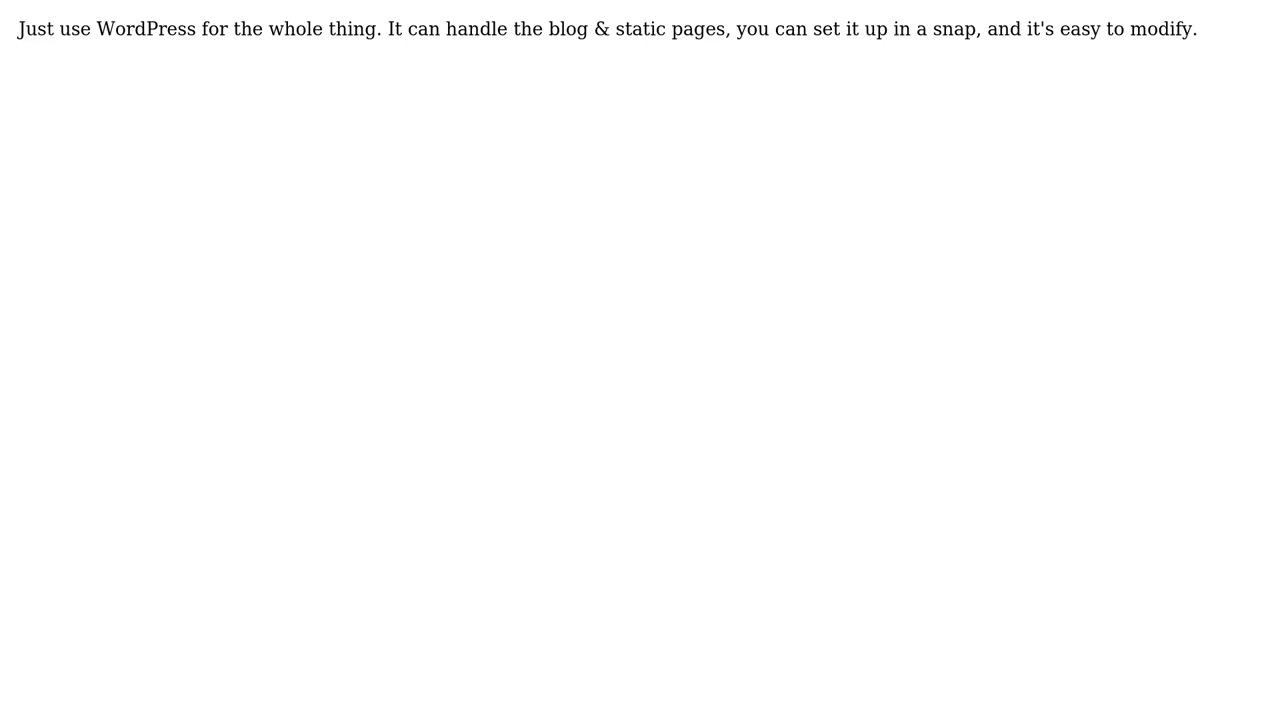 Just use WordPress for the whole thing. It can handle the blog & static pages, you can set it up in a snap, and it's easy to modify.